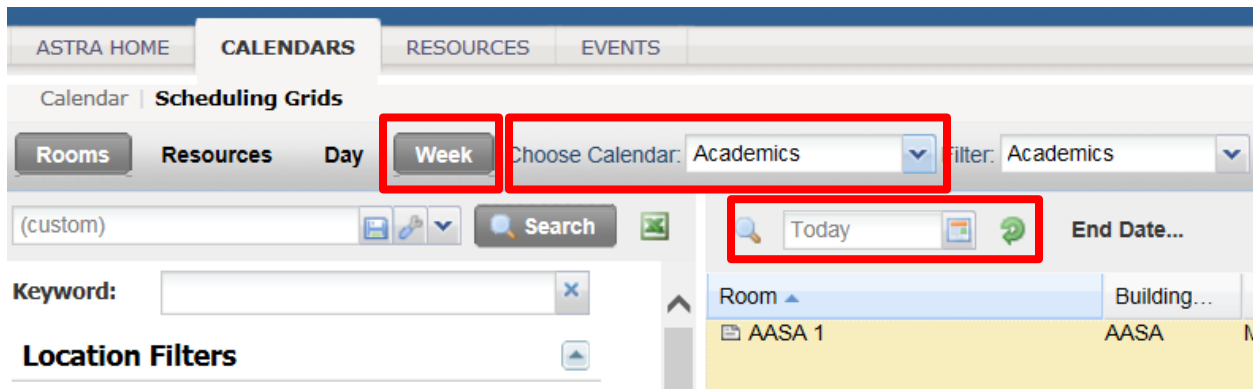 ASTRA HOME CALENDARS RESOURCES EVENTS
Calendar | Scheduling Grids
Rooms Resources Day Week Choose Calendar: Academics Filter: Academics
(custom) Search Today End Date...
Keyword: Room Building...
AASA 1 AASA
Location Filters